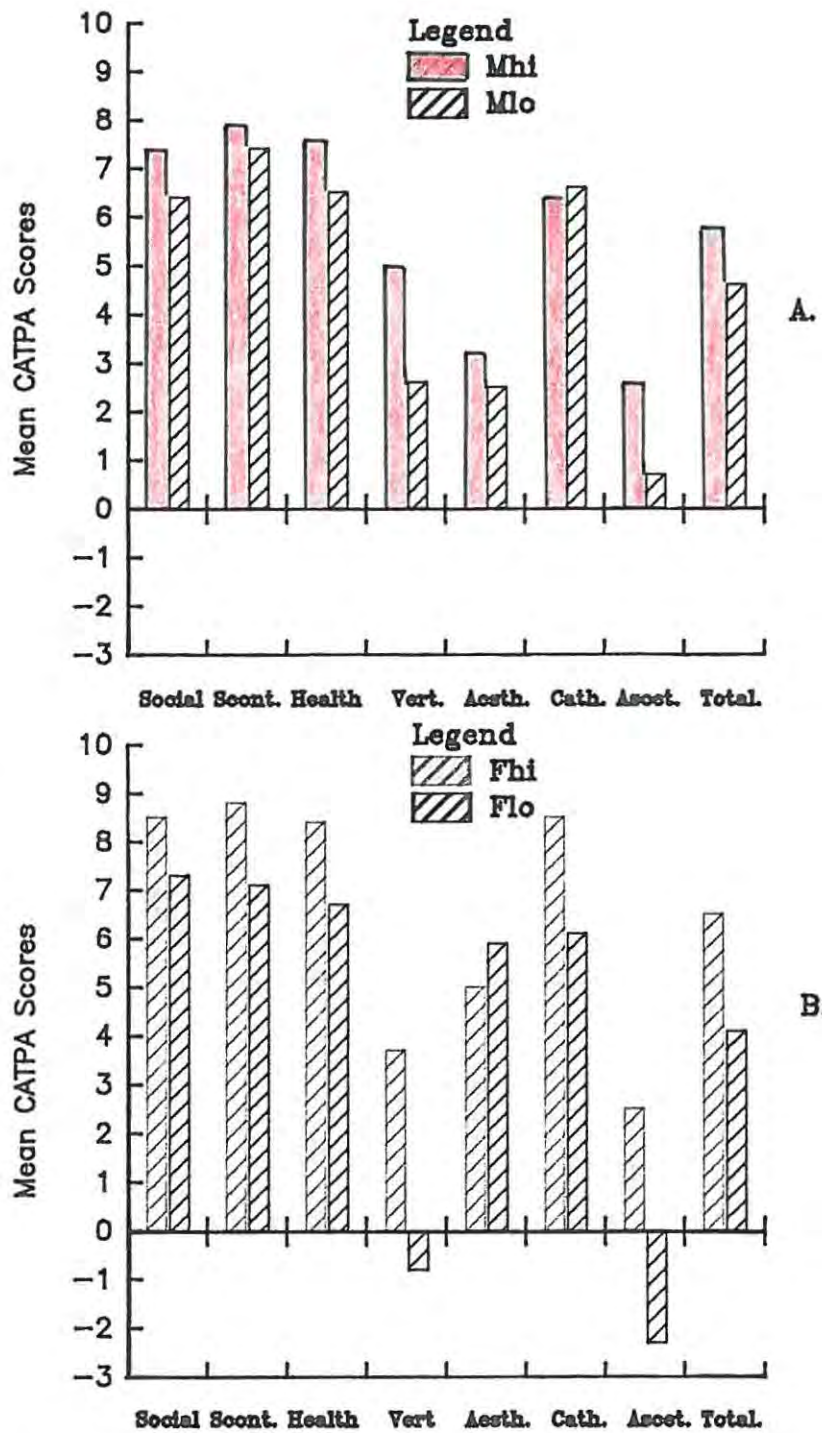 10
Legend
9
Mhi
8
Mlo
7
6
5
4
A.
3
2
1
0
−1
−2
−3
Mean CATPA Scores
Social Scont. Health Vert. Aesth. Cath. Ascet. Total.
Legend
10
Fhi
9
Flo
8
7
6
5
B
4
3
2
1
0
−1
−2
−3
Mean CATPA Scores
Social Scont. Health Vert Aesth. Cath. Ascet. Total.